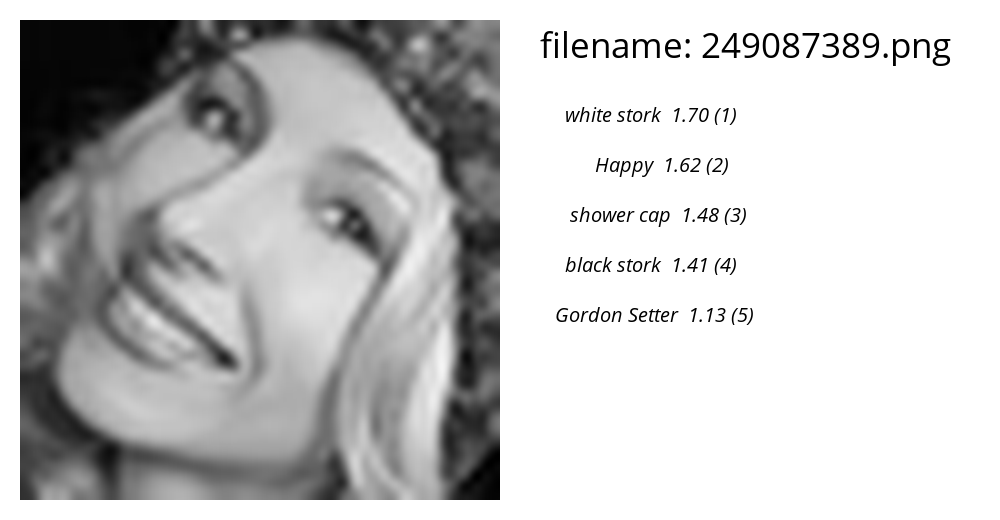 filename: 249087389.png
white stork 1.70 (1)
Happy 1.62 (2)
shower cap 1.48 (3)
black stork 1.41 (4)
Gordon Setter 1.13 (5)